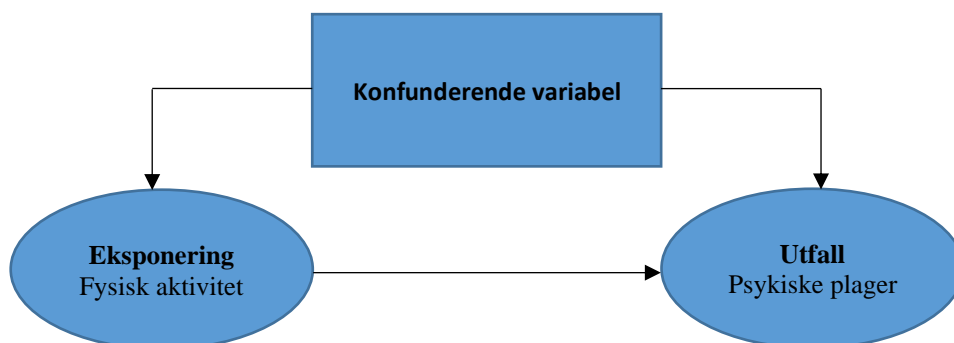 Konfunderende variabel
Eksponering
Fysisk aktivitet
Utfall
Psykiske plager